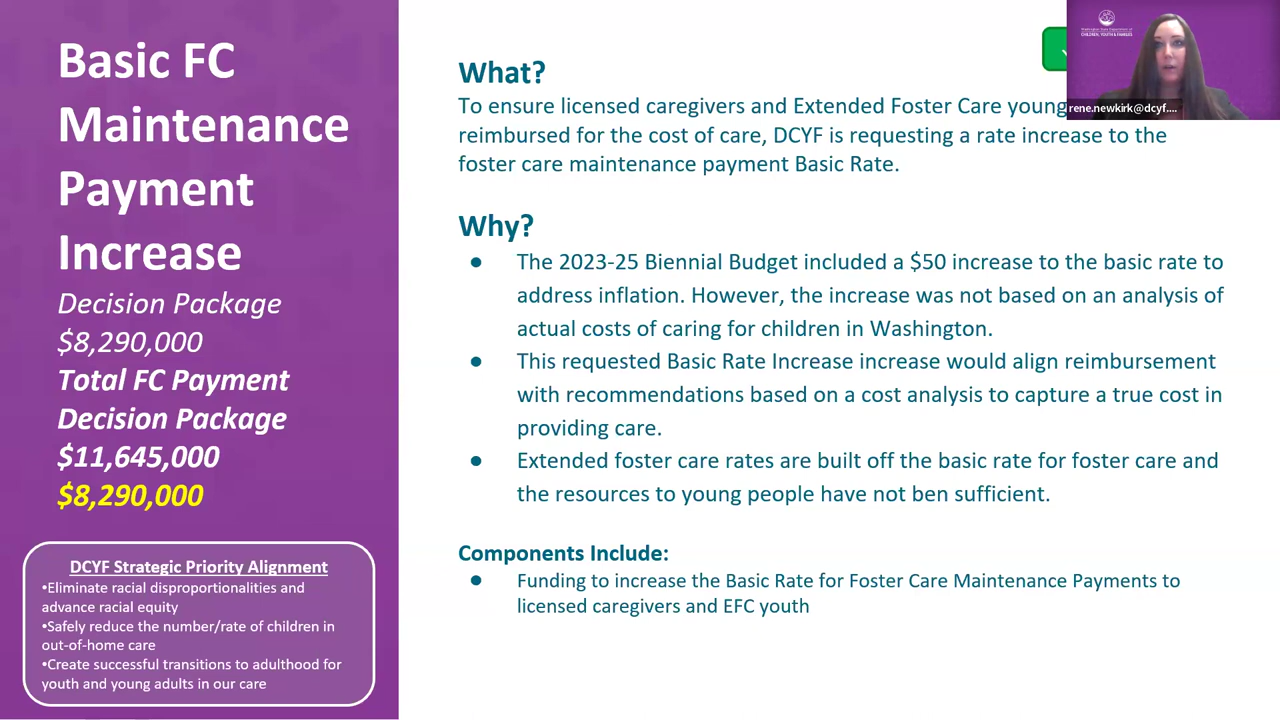 Basic FC
Maintenance
Payment
Increase
Decision Package
$8,290,000
Total FC Payment
Decision Package
$11,645,000
$8,290,000
DCYF Strategic Priority Alignment
•Eliminate racial disproportionalities and
advance racial equity
•Safely reduce the number/rate of children in
out-of-home care
•Create successful transitions to adulthood for
youth and young adults in our care
What?
To ensure licensed caregivers and Extended Foster Care young
reimbursed for the cost of care, DCYF is requesting a rate increase to the
foster care maintenance payment Basic Rate.
Why?
● The 2023-25 Biennial Budget included a $50 increase to the basic rate to
address inflation. However, the increase was not based on an analysis of
actual costs of caring for children in Washington.
● This requested Basic Rate Increase increase would align reimbursement
with recommendations based on a cost analysis to capture a true cost in
providing care.
● Extended foster care rates are built off the basic rate for foster care and
the resources to young people have not ben sufficient.
Components Include:
● Funding to increase the Basic Rate for Foster Care Maintenance Payments to
licensed caregivers and EFC youth
CHILDREN, YOUTH & FAMILIES
rene.newkirk@dcyf....